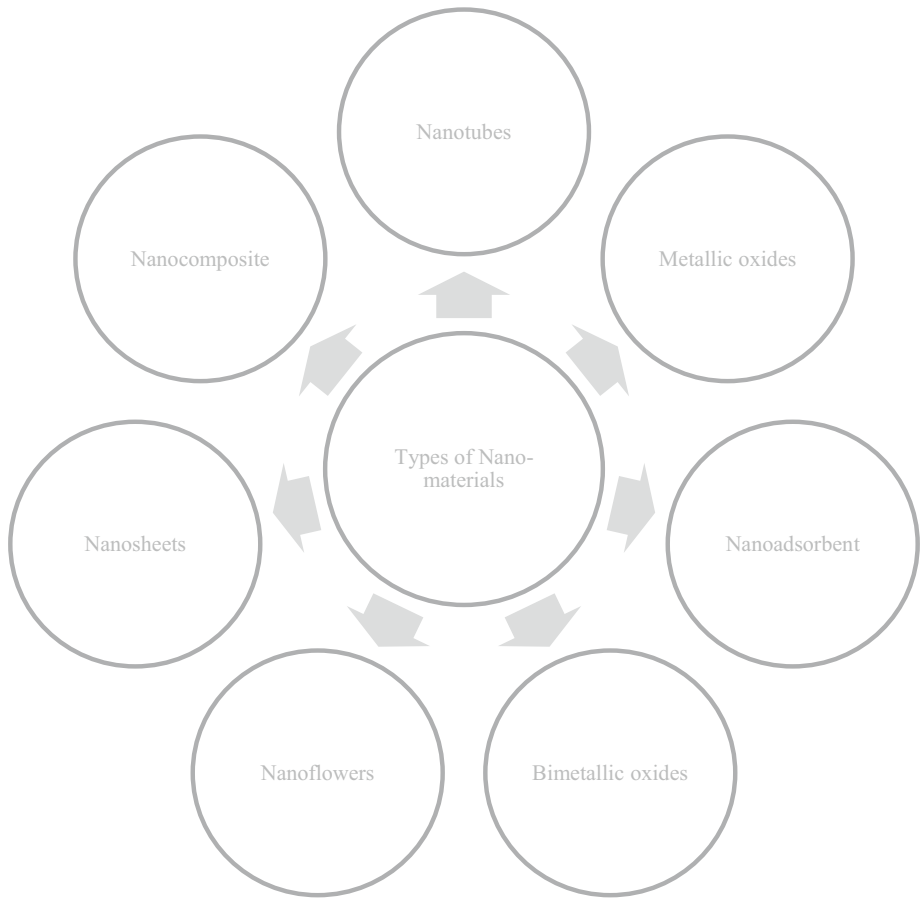 Nanotubes
Nanocomposite
Metallic oxides
Types of Nano-
materials
Nanosheets
Nanoadsorbent
Nanoflowers
Bimetallic oxides